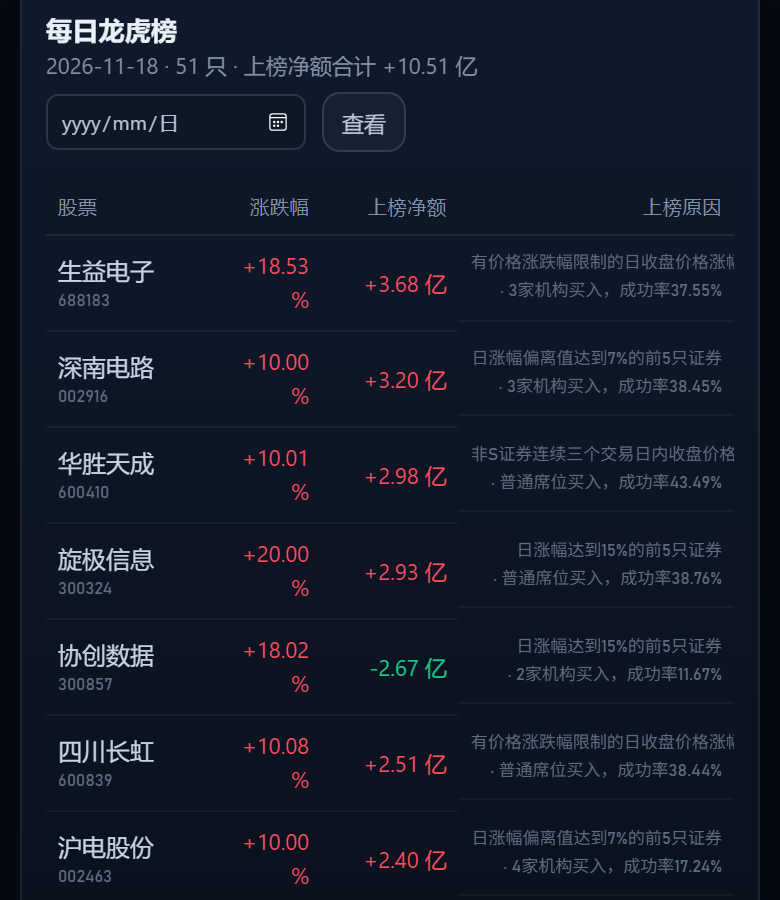 每日龙虎榜
2026-11-18 · 51 只 · 上榜净额合计 +10.51 亿
yyyy/mm/日
查看
股票 涨跌幅 上榜净额 上榜原因
生益电子
688183
+18.53
%
+3.68 亿
有价格涨跌幅限制的日收盘价格涨
· 3家机构买入，成功率37.55%
深南电路
002916
+10.00
%
+3.20 亿
日涨幅偏离值达到7%的前5只证券
· 3家机构买入，成功率38.45%
华胜天成
600410
+10.01
%
+2.98 亿
非S证券连续三个交易日内收盘价格
· 普通席位买入，成功率43.49%
旋极信息
300324
+20.00
%
+2.93 亿
日涨幅达到15%的前5只证券
· 普通席位买入，成功率38.76%
协创数据
300857
+18.02
%
-2.67 亿
日涨幅达到15%的前5只证券
· 2家机构买入，成功率11.67%
四川长虹
600839
+10.08
%
+2.51 亿
有价格涨跌幅限制的日收盘价格涨
· 普通席位买入，成功率38.44%
沪电股份
002463
+10.00
%
+2.40 亿
日涨幅偏离值达到7%的前5只证券
· 4家机构买入，成功率17.24%